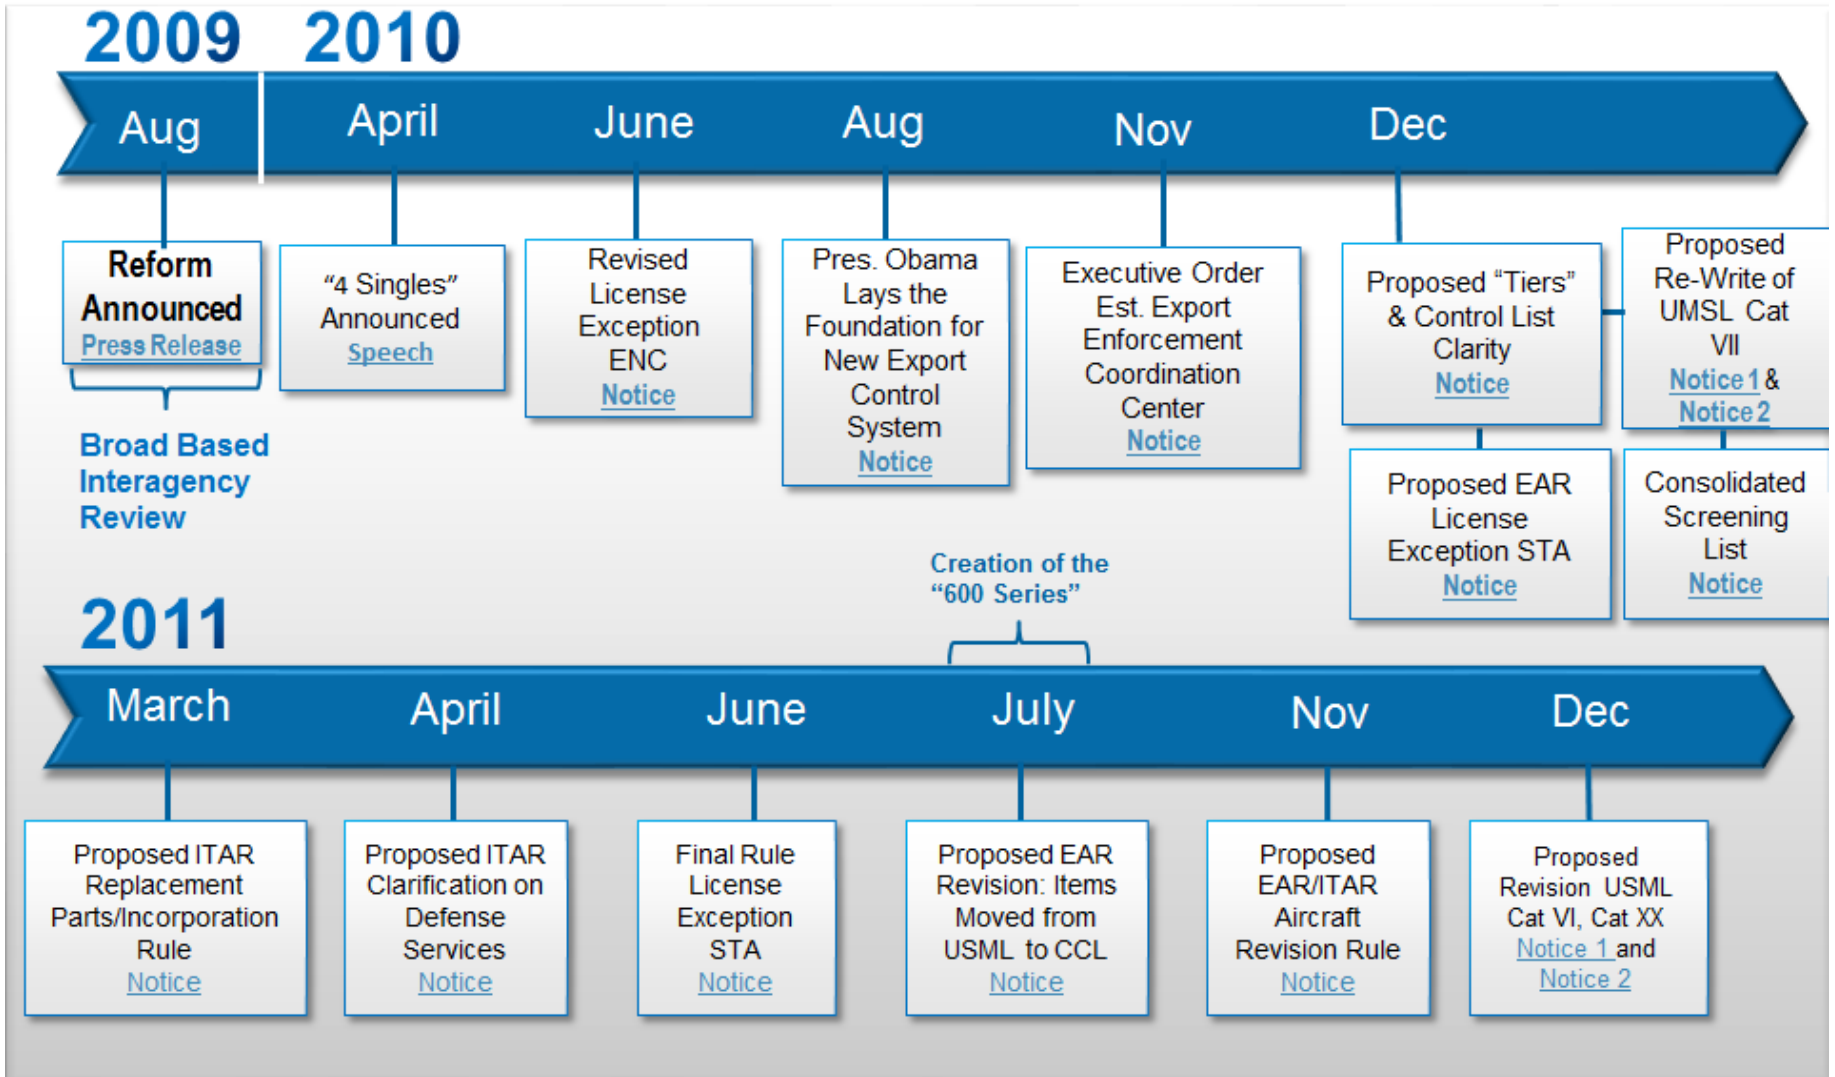 2009
2010
Aug
April
June
Aug
Nov
Dec
Reform
Announced
Press Release
Broad Based
Interagency
Review
“4 Singles”
Announced
Speech
Revised
License
Exception
ENC
Notice
Pres. Obama
Lays the
Foundation for
New Export
Control
System
Notice
Executive Order
Est. Export
Enforcement
Coordination
Center
Notice
Proposed “Tiers”
& Control List
Clarity
Notice
Proposed
Re-Write of
UMSL Cat
VII
Notice 1 &
Notice 2
Proposed EAR
License
Exception STA
Notice
Consolidated
Screening
List
Notice
Creation of the
“600 Series”
2011
March
April
June
July
Nov
Dec
Proposed ITAR
Replacement
Parts/Incorporation
Rule
Notice
Proposed ITAR
Clarification on
Defense
Services
Notice
Final Rule
License
Exception
STA
Notice
Proposed EAR
Revision: Items
Moved from
USML to CCL
Notice
Proposed
EAR/ITAR
Aircraft
Revision Rule
Notice
Proposed
Revision USML
Cat VI, Cat XX
Notice 1 and
Notice 2